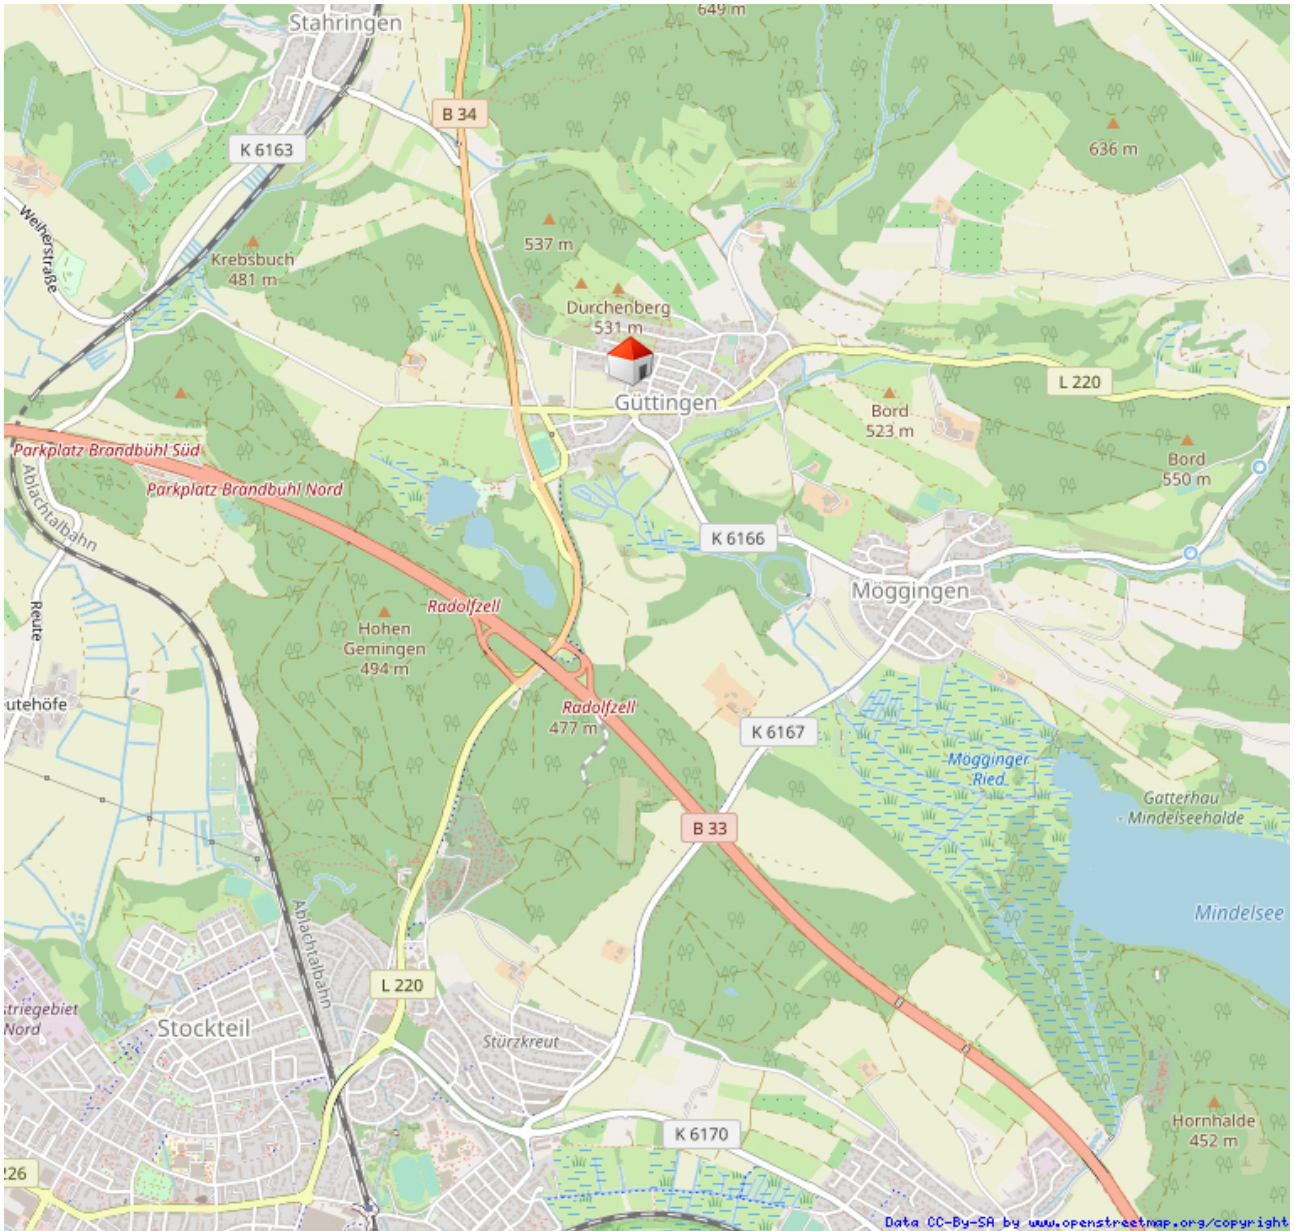 649 m
Stahringen
B 34
636 m
K 6163
Weiherstraße
537 m
Krebsbuch
481 m
Durchenberg
531 m
L 220
Güttingen
Bord
523 m
Parkplatz Brandbühl Süd
Bord
550 m
Parkplatz Brandbühl Nord
Ablachtalbahn
K 6166
Möggingen
Radolfzell
Reute
Hohen
Gemingen
494 m
utehöfe
Radolfzell
477 m
K 6167
Mögginger
Ried
Gatterhau
- Mindelseehalde
B 33
Mindelsee
Ablachtalbahn
L 220
striegebiet
Nord
Stockteil
Stürzkreut
K 6170
Hornhalde
452 m
226
Data CC-By-SA by www.openstreetmap.org/copyright